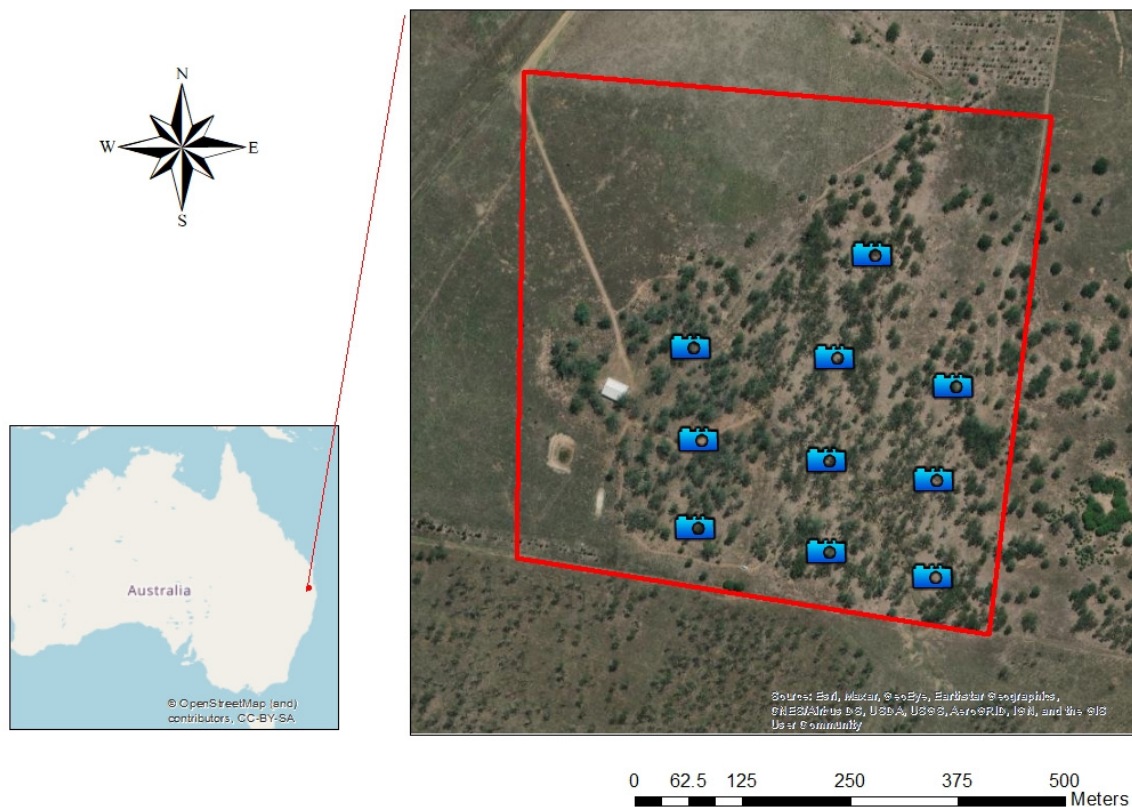 N
W E
S
Australia
© OpenStreetMap (and)
contributors, CC-BY-SA
Source: Esri, Maxar, GeoEye, Earthstar Geographics,
CNES/Airbus DS, USDA, USGS, AeroGRID, IGN, and the GIS
User Community
0 62.5 125 250 375 500
Meters